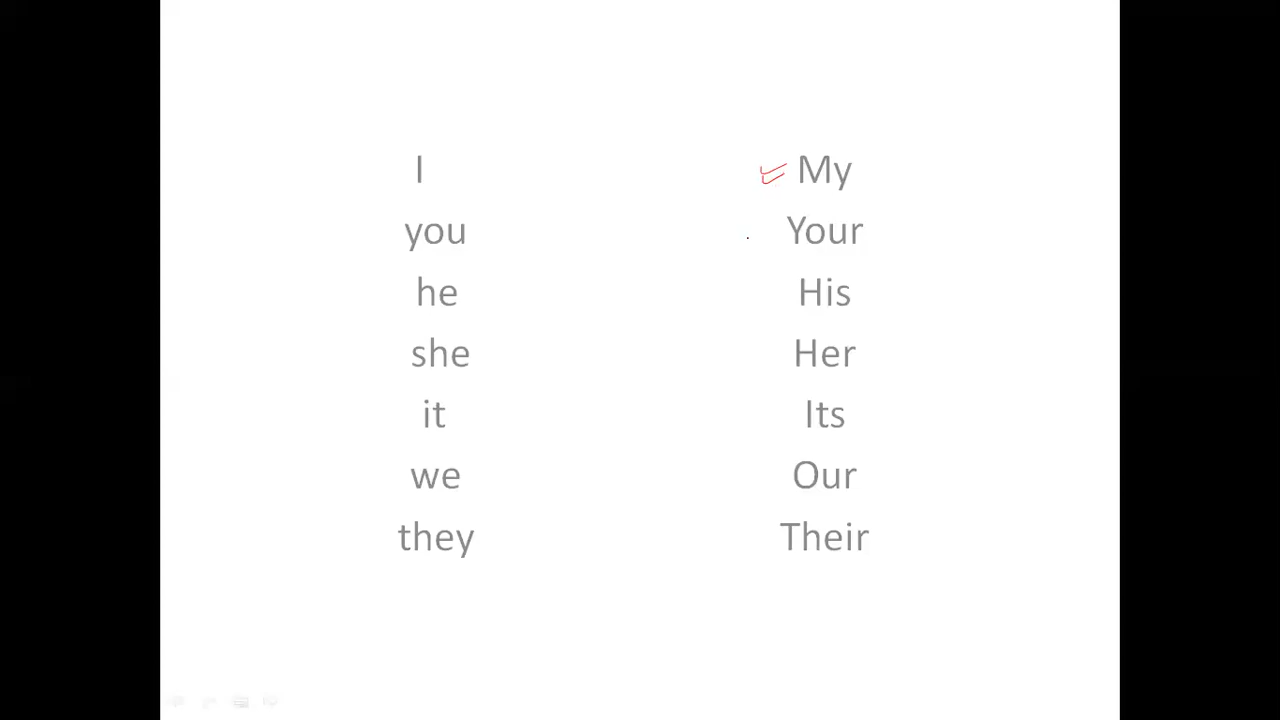 I My
you Your
he His
she Her
it Its
we Our
they Their